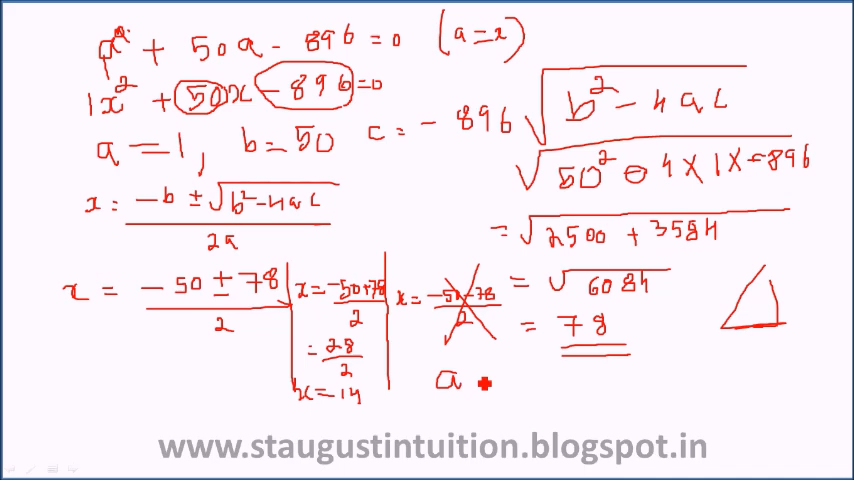 a² + 50a - 896 = 0 (a = x)
1x² + 50x - 896 = 0
a = 1, b = 50 c = - 896
x = -b ± √b² - 4ac / 2a
x = -50 ± 78 / 2
x = -50+78 / 2
= 28 / 2
x = 14
x = -50-78 / 2
√b² - 4ac
√50² - 4 × 1 × -896
= √2500 + 3584
= √6084
= 78
a
www.staugustintuition.blogspot.in